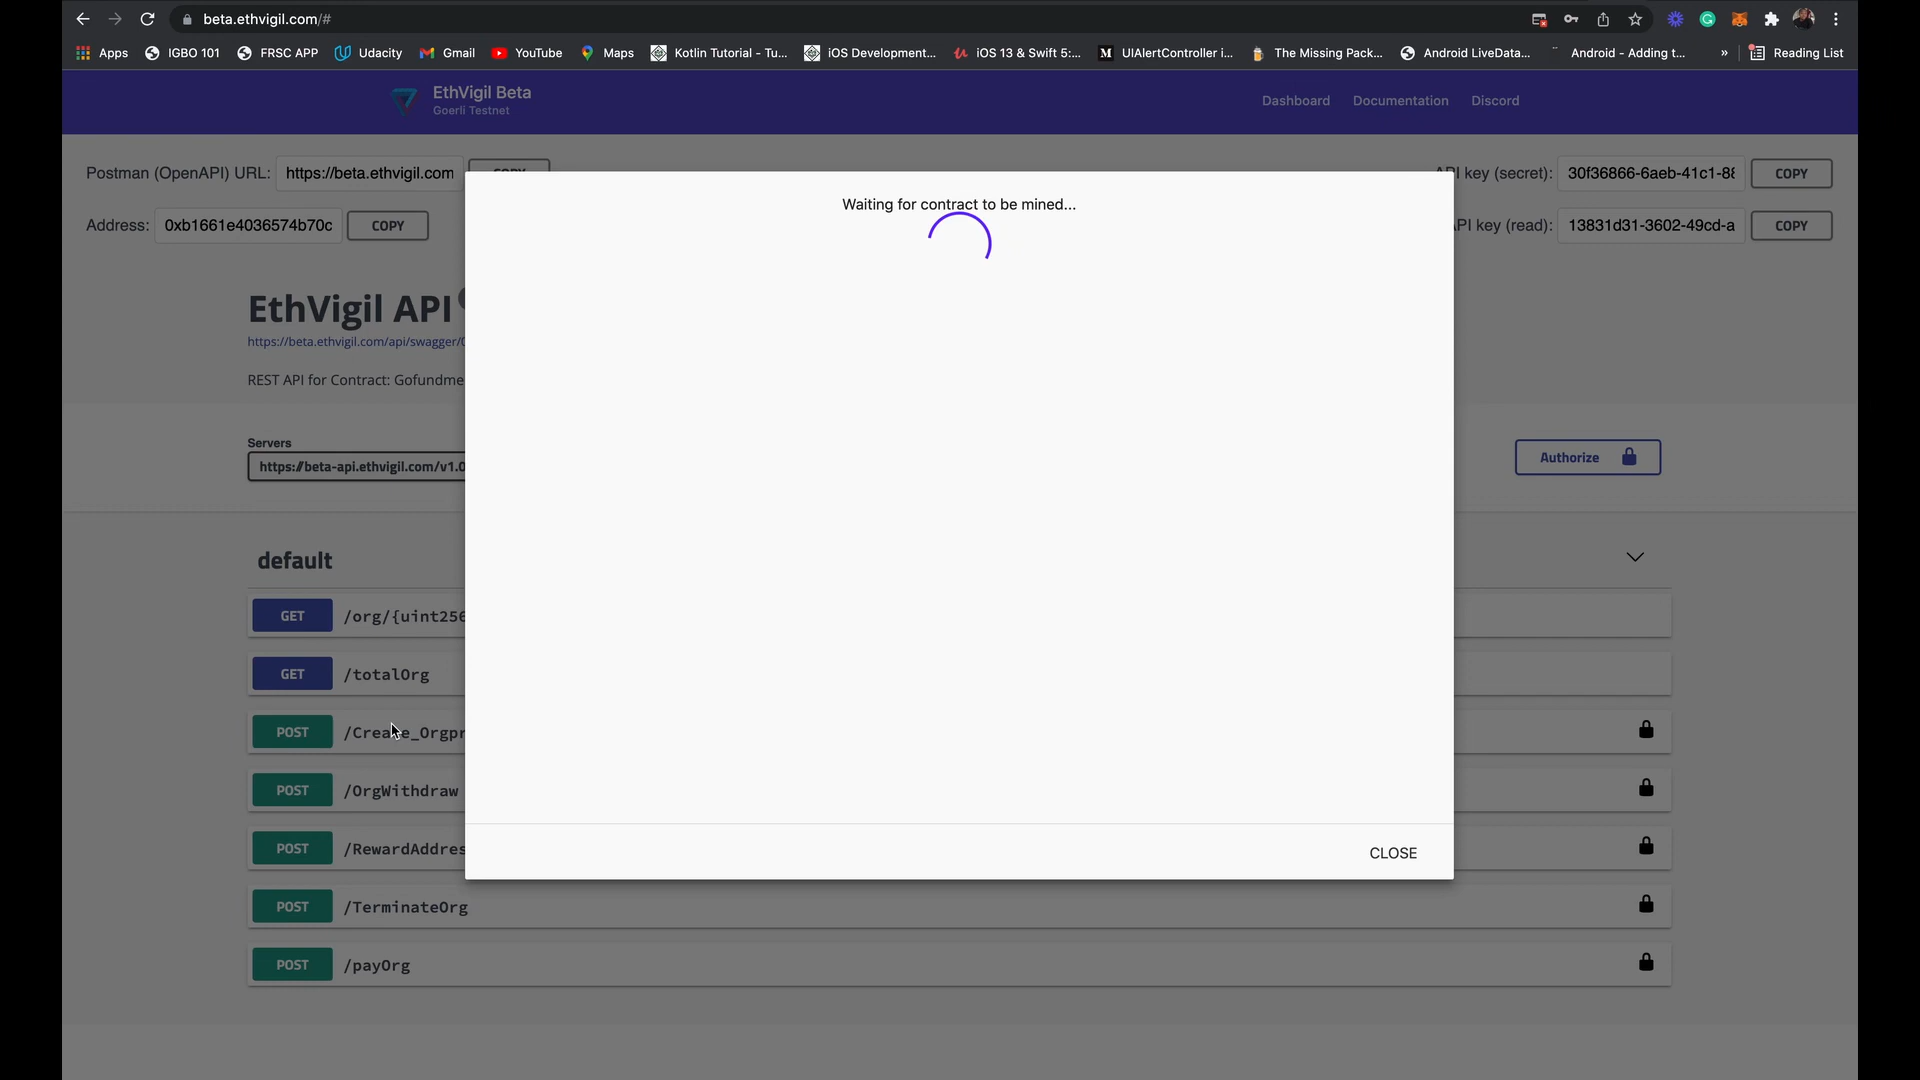 beta.ethvigil.com/#
Apps IGBO 101 FRSC APP Udacity Gmail YouTube Maps Kotlin Tutorial - Tu... iOS Development... iOS 13 & Swift 5:... UIAlertController i... The Missing Pack... Android LiveData... Android - Adding t... » Reading List
EthVigil Beta
Goerli Testnet
Dashboard Documentation Discord
Postman (OpenAPI) URL: https://beta.ethvigil.com COPY
API key (secret): 30f36866-6aeb-41c1-88 COPY
Address: 0xb1661e4036574b70c COPY
API key (read): 13831d31-3602-49cd-a COPY
Waiting for contract to be mined...
EthVigil API
https://beta.ethvigil.com/api/swagger/
REST API for Contract: Gofundme
Servers
https://beta-api.ethvigil.com/v1.0
Authorize
default
GET /org/{uint256
GET /totalOrg
POST /Create_Orgpr
POST /OrgWithdraw
POST /RewardAddres
CLOSE
POST /TerminateOrg
POST /payOrg